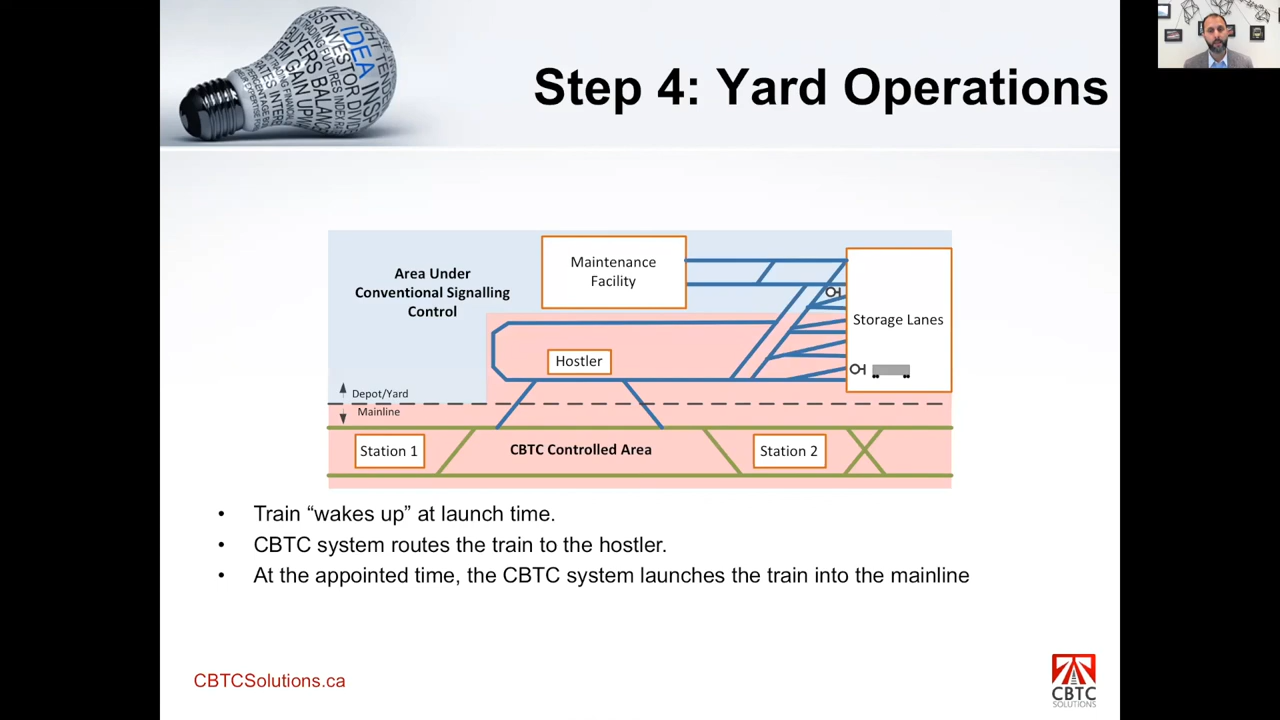 IDEA
Step 4: Yard Operations
Maintenance
Facility
Area Under
Conventional Signalling
Control
Storage Lanes
Hostler
Depot/Yard
Mainline
Station 1
CBTC Controlled Area
Station 2
• Train “wakes up” at launch time.
• CBTC system routes the train to the hostler.
• At the appointed time, the CBTC system launches the train into the mainline
CBTCSolutions.ca
CBTC
SOLUTIONS